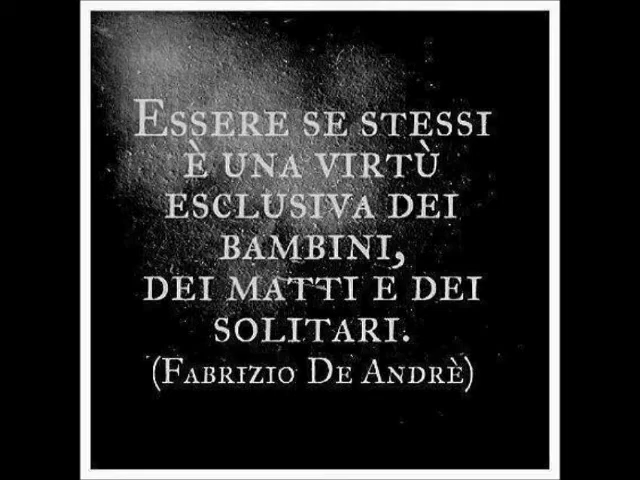 Essere se stessi
è una virtù
esclusiva dei
bambini,
dei matti e dei
solitari.
(Fabrizio De Andrè)